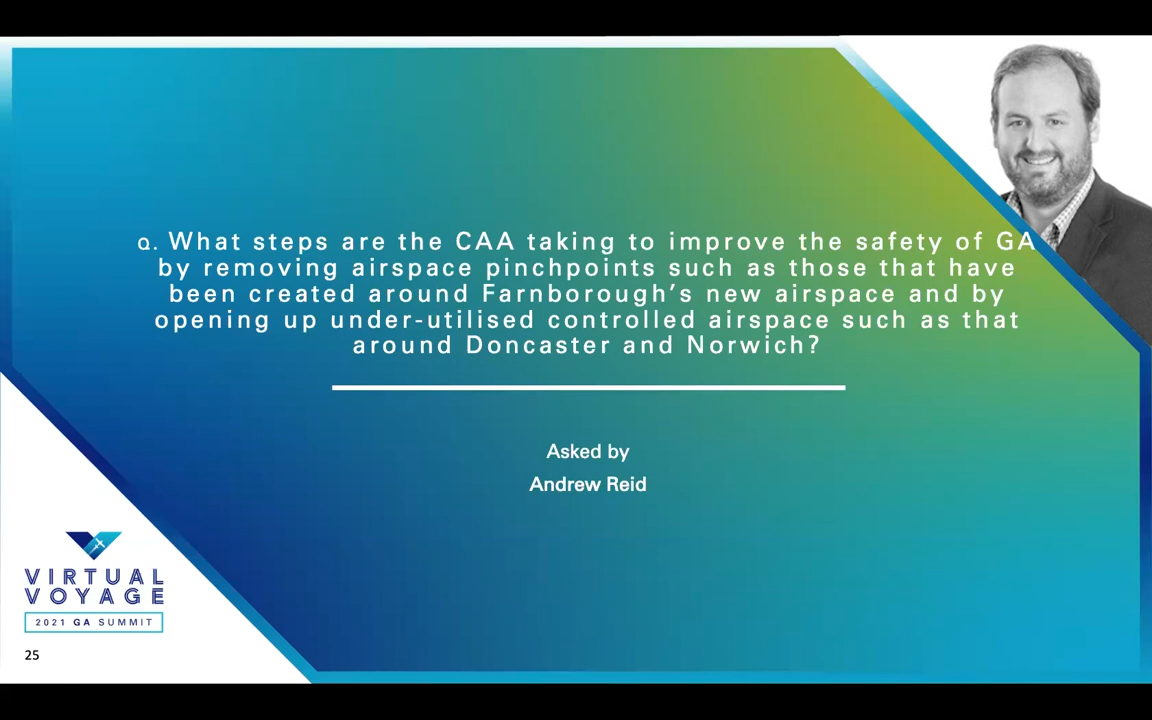 Q. What steps are the CAA taking to improve the safety of GA
by removing airspace pinchpoints such as those that have
been created around Farnborough's new airspace and by
opening up under-utilised controlled airspace such as that
around Doncaster and Norwich?
Asked by
Andrew Reid
VIRTUAL
VOYAGE
2021 GA SUMMIT
25